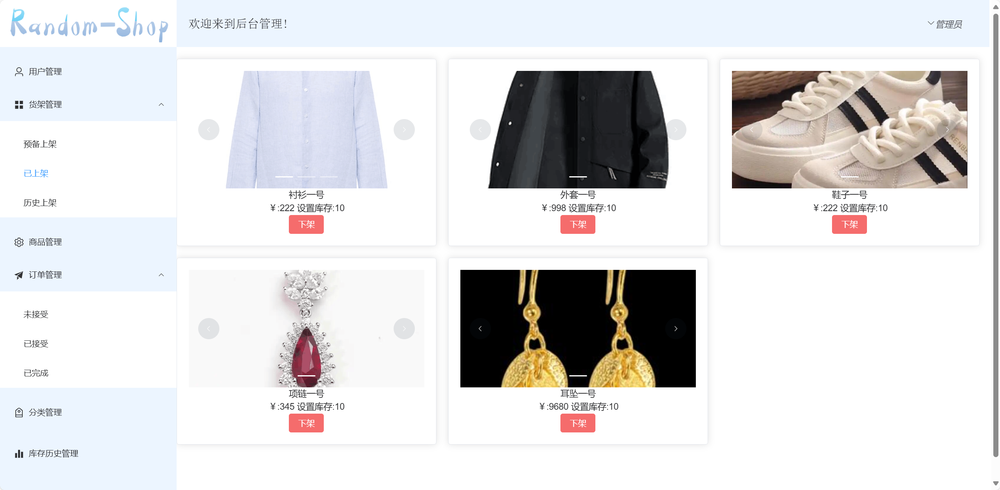 Random-Shop
欢迎来到后台管理!
管理员
用户管理
货架管理
预备上架
已上架
历史上架
商品管理
订单管理
未接受
已接受
已完成
分类管理
库存历史管理
衬衫一号
¥:222 设置库存:10
下架
外套一号
¥:998 设置库存:10
下架
鞋子一号
¥:222 设置库存:10
下架
项链一号
¥:345 设置库存:10
下架
耳坠一号
¥:9680 设置库存:10
下架